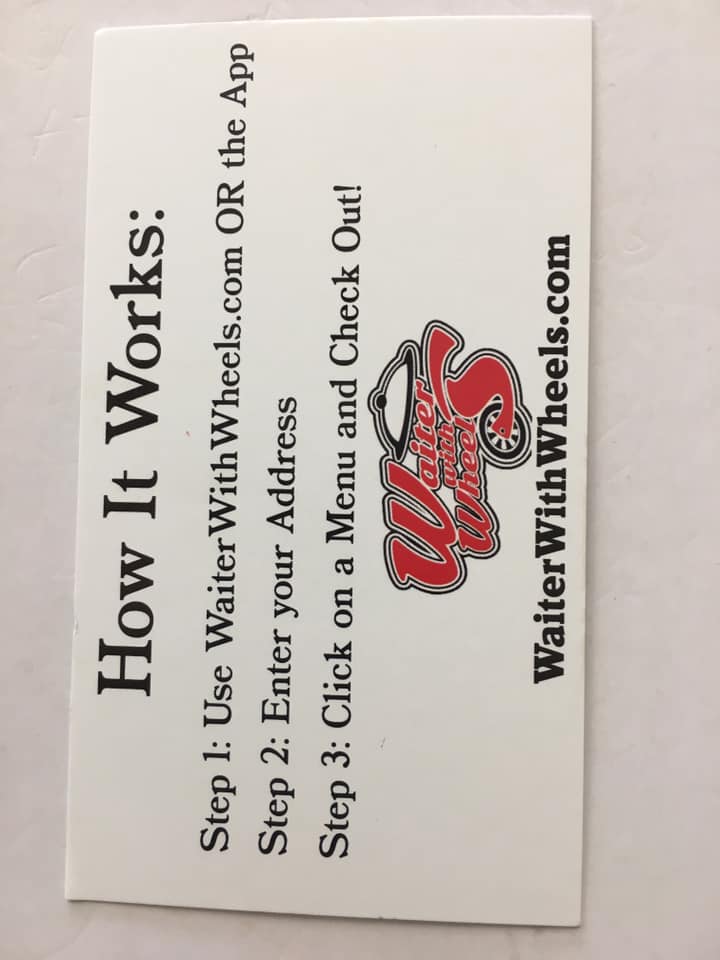 How It Works:
Step 1: Use WaiterWithWheels.com OR the App
Step 2: Enter your Address
Step 3: Click on a Menu and Check Out!
Waiter
with
Wheels
WaiterWithWheels.com